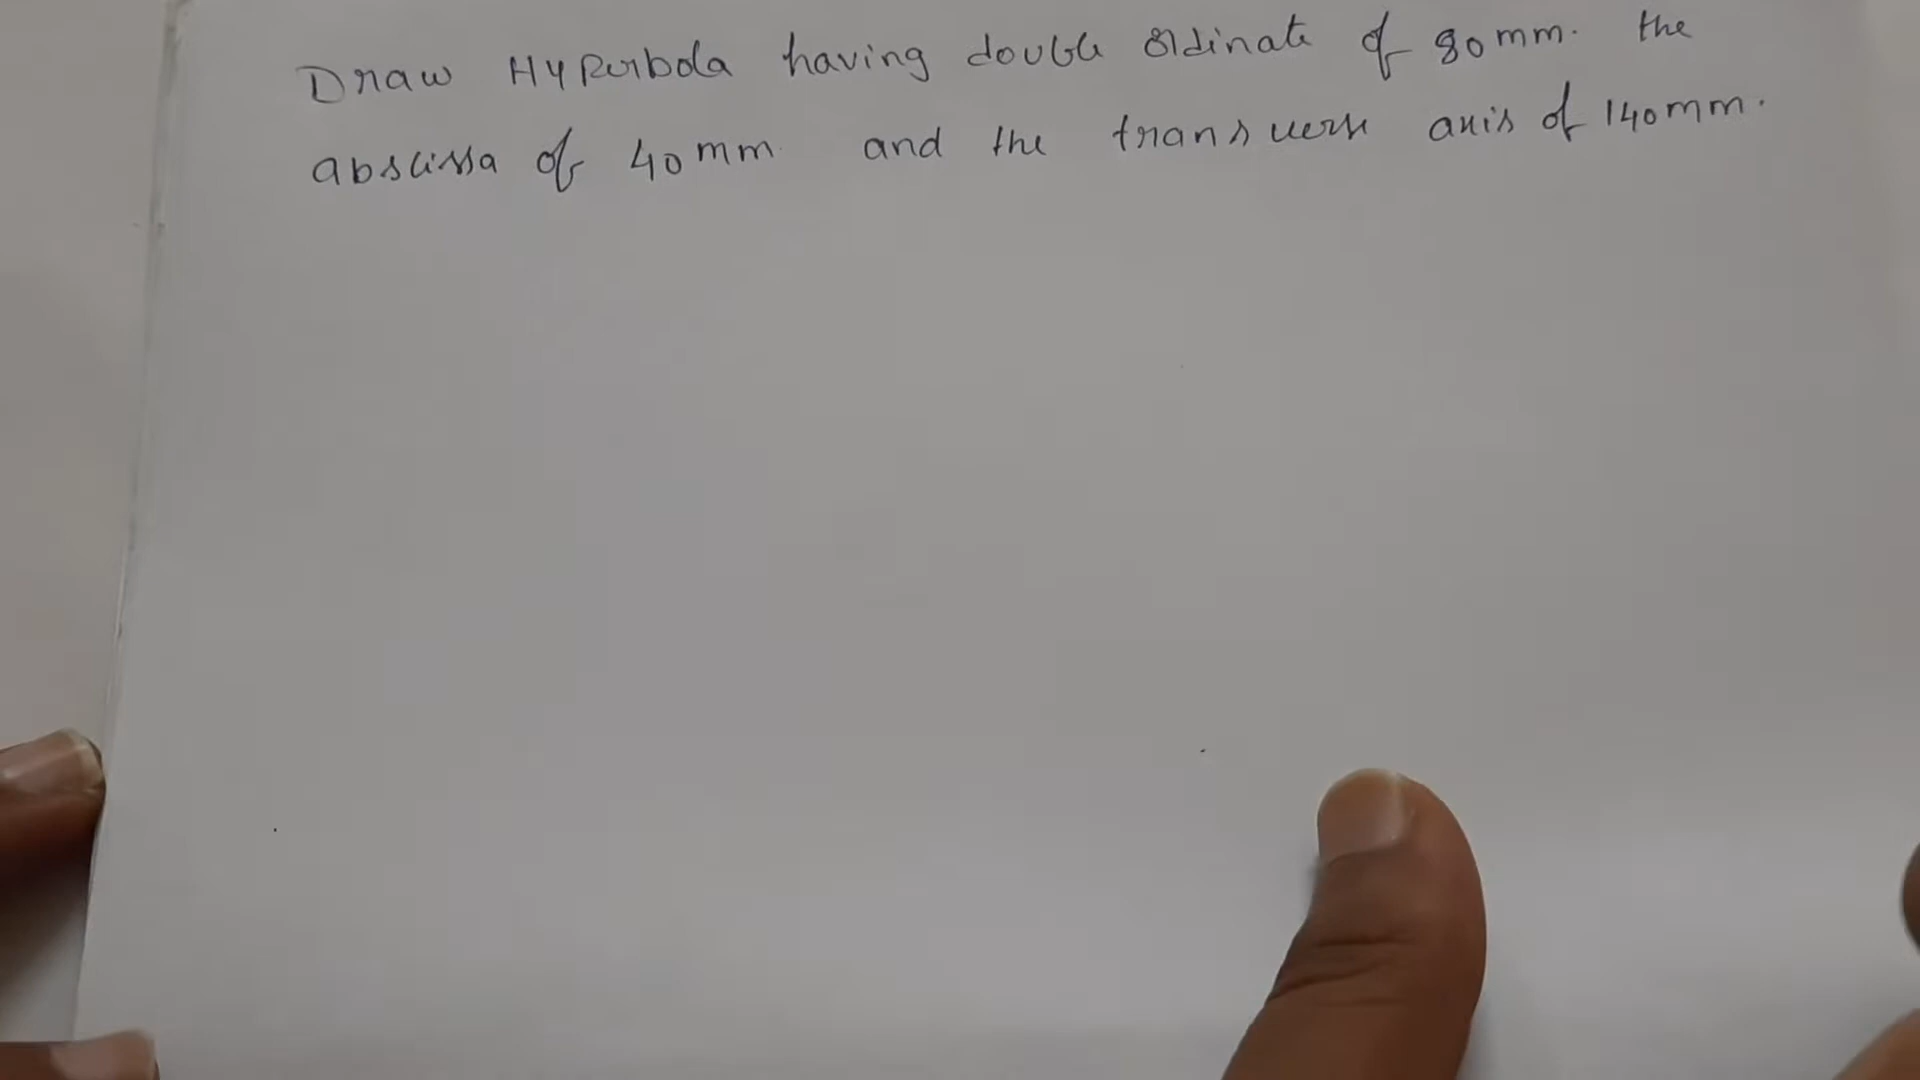 Draw Hyperbola having double ordinate of 80mm. the
abscissa of 40mm. and the transverse axis of 140mm.